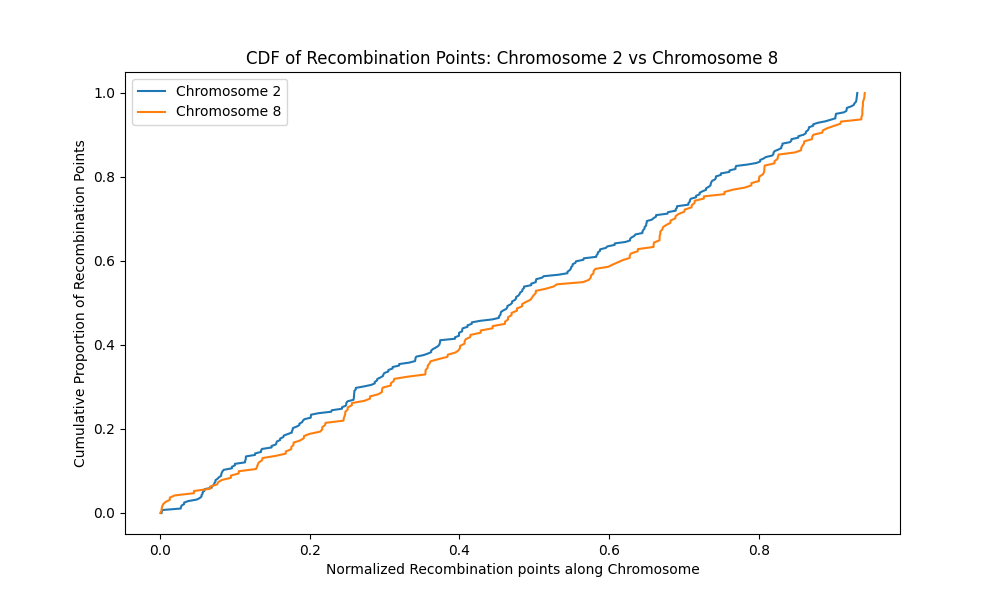 CDF of Recombination Points: Chromosome 2 vs Chromosome 8
Chromosome 2
Chromosome 8
Cumulative Proportion of Recombination Points
1.0
0.8
0.6
0.4
0.2
0.0
0.0 0.2 0.4 0.6 0.8
Normalized Recombination points along Chromosome